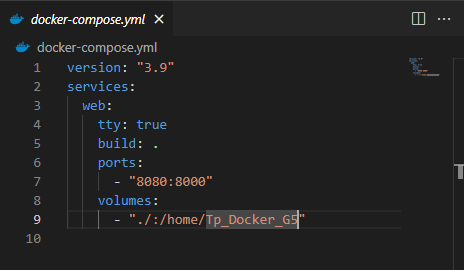 docker-compose.yml ×
docker-compose.yml
1 version: "3.9"
2 services:
3   web:
4     tty: true
5     build: .
6     ports:
7       - "8080:8000"
8     volumes:
9       - "./:/home/Tp_Docker_G5"
10